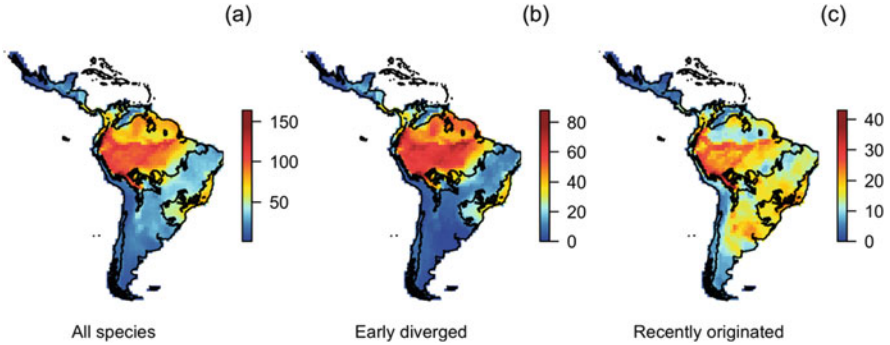 (a)
150
100
50
All species
(b)
80
60
40
20
0
Early diverged
(c)
40
30
20
10
0
Recently originated